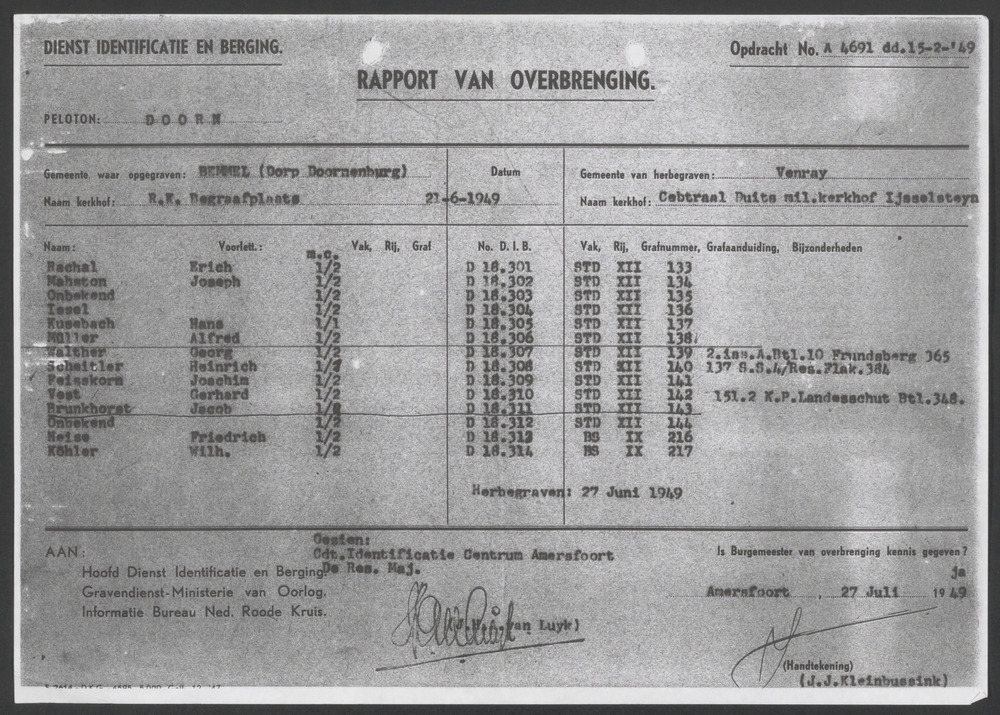 DIENST IDENTIFICATIE EN BERGING.
Opdracht No. A 4691 dd.15-2-'49
RAPPORT VAN OVERBRENGING.
PELOTON: DOORN
Gemeente waar opgegraven: BEMMEL (Dorp Doornenburg) Datum Gemeente van herbegraven: Venray
Naam kerkhof: R.K. Begraafplaats 21-6-1949 Naam kerkhof: Cebtraal Duits mil.kerkhof Ijsselsteyn
Naam: Voorlett.: Vak, Rij, Graf No. D. I. B. Vak, Rij, Grafnummer, Grafaanduiding, Bijzonderheden
m.c.
Rachal Erich 1/2 D 18.301 STD XII 133
Mahston Joseph 1/2 D 18.302 STD XII 134
Onbekend 1/2 D 18.303 STD XII 135
1/2 D 18.304 STD XII 136
Kusebach Hans 1/1 D 18.305 STD XII 137
Müller Alfred 1/2 D 18.306 STD XII 138
Walther Georg 1/2 D 18.307 STD XII 139 2.ins.A.Btl.10 Frundsberg 365
Scheitler Heinrich D 18.308 STD XII 140 137 S.S.4/Res.Flak.384
Feisskorn Joachim 1/2 D 18.309 STD XII 141
Vest Gerhard 1/2 D 18.310 STD XII 142 151.2 K.P.Landesschut Btl.348.
Brunkhorst Jacob D 18.311 STD XII 143
Onbekend 1/2 D 18.312 STD XII 144
Heise Friedrich 1/2 D 18.313 BS IX 216
Köhler Wilh. 1/2 D 18.314 BS IX 217
Herbegraven: 27 Juni 1949
Gezien:
AAN: Cdt.Identificatie Centrum Amersfoort Is Burgemeester van overbrenging kennis gegeven?
Hoofd Dienst Identificatie en Berging. De Res. Maj. ja
Gravendienst-Ministerie van Oorlog. Amersfoort, 27 Juli 1949
Informatie Bureau Ned. Roode Kruis.
van Luyk)
(Handtekening)
(J.J.Kleinbussink)